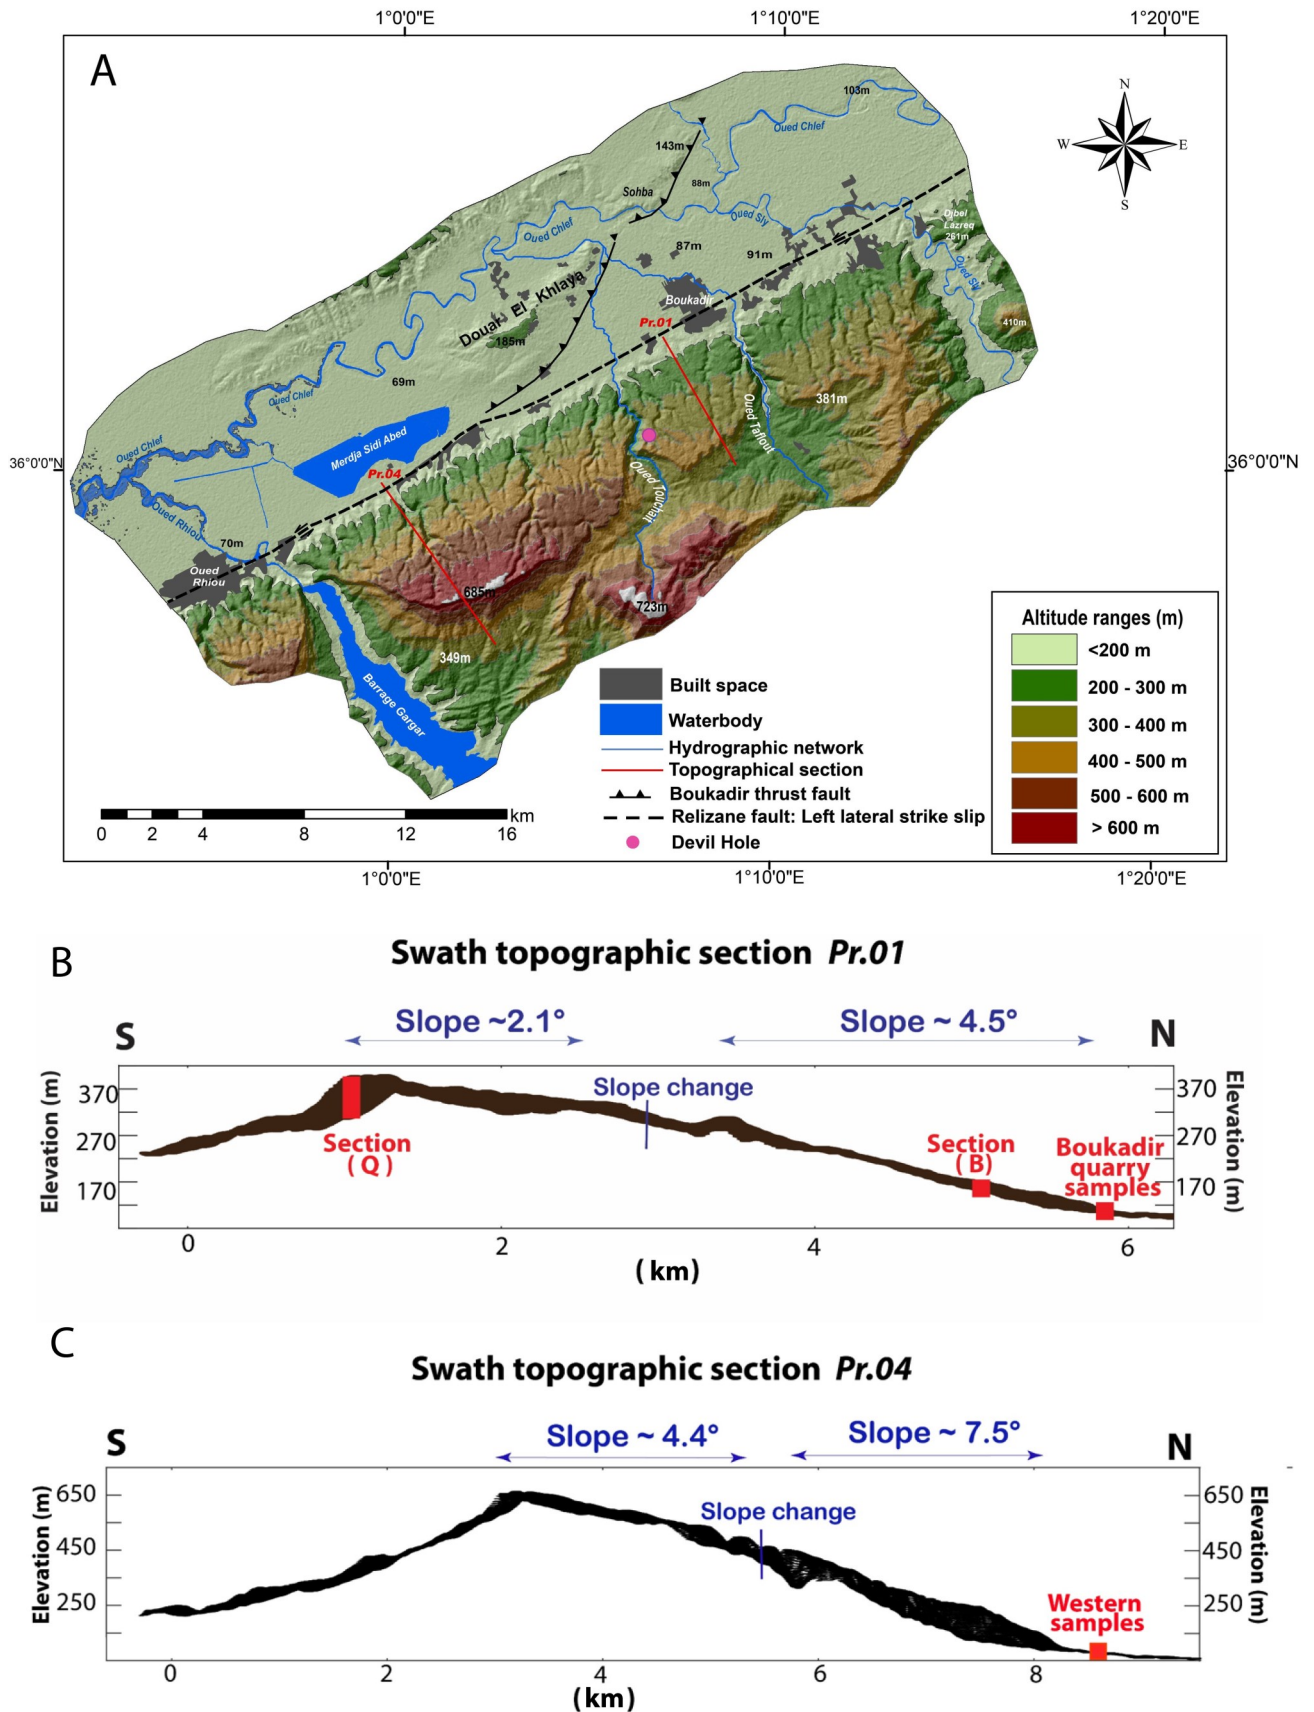 1°0'0"E 1°10'0"E 1°20'0"E
A
103m
N
W E
S
Oued Chlef
143m
Sohba
88m
Oued Chlef
Oued Sly
Djbel
Lazreq
261m
87m
91m
Oued Sly
Douar El Khlaya
Boukadir
Pr.01
185m
410m
69m
Oued Chlef
381m
Oued Taflout
Oued Chlef
Merdja Sidi Abed
36°0'0"N 36°0'0"N
Pr.04
Oued Touchait
Oued Rhiou
70m
Oued
Rhiou
685m
723m
349m
Barrage Gargar
Altitude ranges (m)
<200 m
200 - 300 m
300 - 400 m
400 - 500 m
500 - 600 m
> 600 m
Built space
Waterbody
Hydrographic network
Topographical section
Boukadir thrust fault
Relizane fault: Left lateral strike slip
Devil Hole
km
0 2 4 8 12 16
1°0'0"E 1°10'0"E 1°20'0"E
B
Swath topographic section Pr.01
Slope ~2.1° Slope ~ 4.5°
S N
Elevation (m)
370
270
170
Slope change
Section
( Q )
Section
( B )
Boukadir
quarry
samples
370
270
170
Elevation (m)
0 2 4 6
( km)
C
Swath topographic section Pr.04
Slope ~ 4.4° Slope ~ 7.5°
S N
Elevation (m)
650
450
250
Slope change
Western
samples
650
450
250
Elevation (m)
0 2 4 6 8
(km)